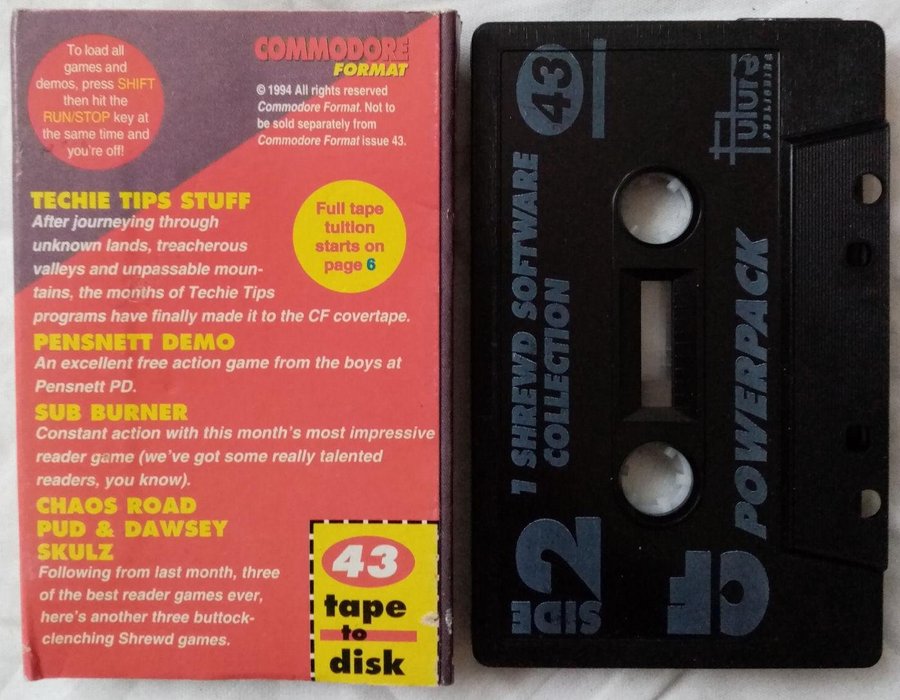 To load all
games and
demos, press SHIFT
then hit the
RUN/STOP key at
the same time and
you're off!
COMMODORE
FORMAT
© 1994 All rights reserved
Commodore Format. Not to
be sold separately from
Commodore Format issue 43.
TECHIE TIPS STUFF
After journeying through
unknown lands, treacherous
valleys and unpassable moun-
tains, the months of Techie Tips
programs have finally made it to the CF covertape.
Full tape
tuition
starts on
page 6
PENSNETT DEMO
An excellent free action game from the boys at
Pensnett PD.
SUB BURNER
Constant action with this month's most impressive
reader game (we've got some really talented
readers, you know).
CHAOS ROAD
PUD & DAWSEY
SKULZ
Following from last month, three
of the best reader games ever,
here's another three buttock-
clenching Shrewd games.
43
tape
to
disk
SIDE 2
1 SHREWD SOFTWARE
COLLECTION
43
CF POWERPACK
Future
PUBLISHING